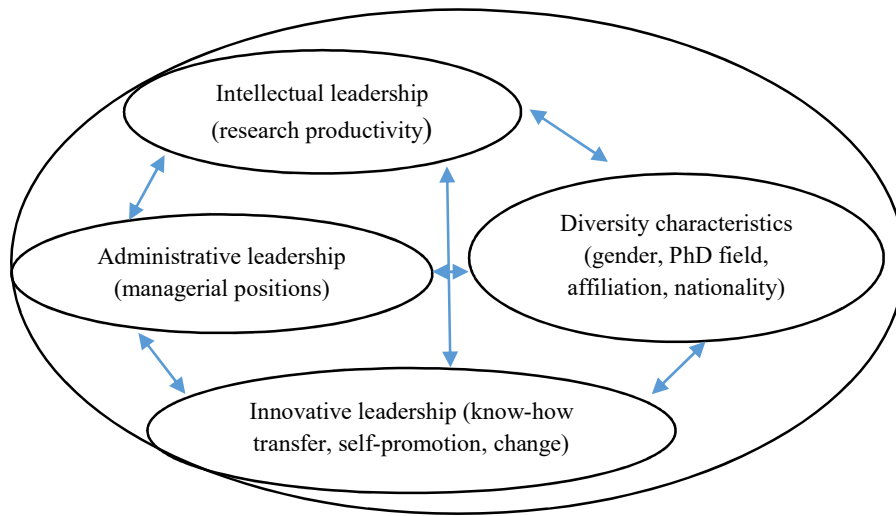 Intellectual leadership
(research productivity)
Administrative leadership
(managerial positions)
Diversity characteristics
(gender, PhD field,
affiliation, nationality)
Innovative leadership (know-how
transfer, self-promotion, change)